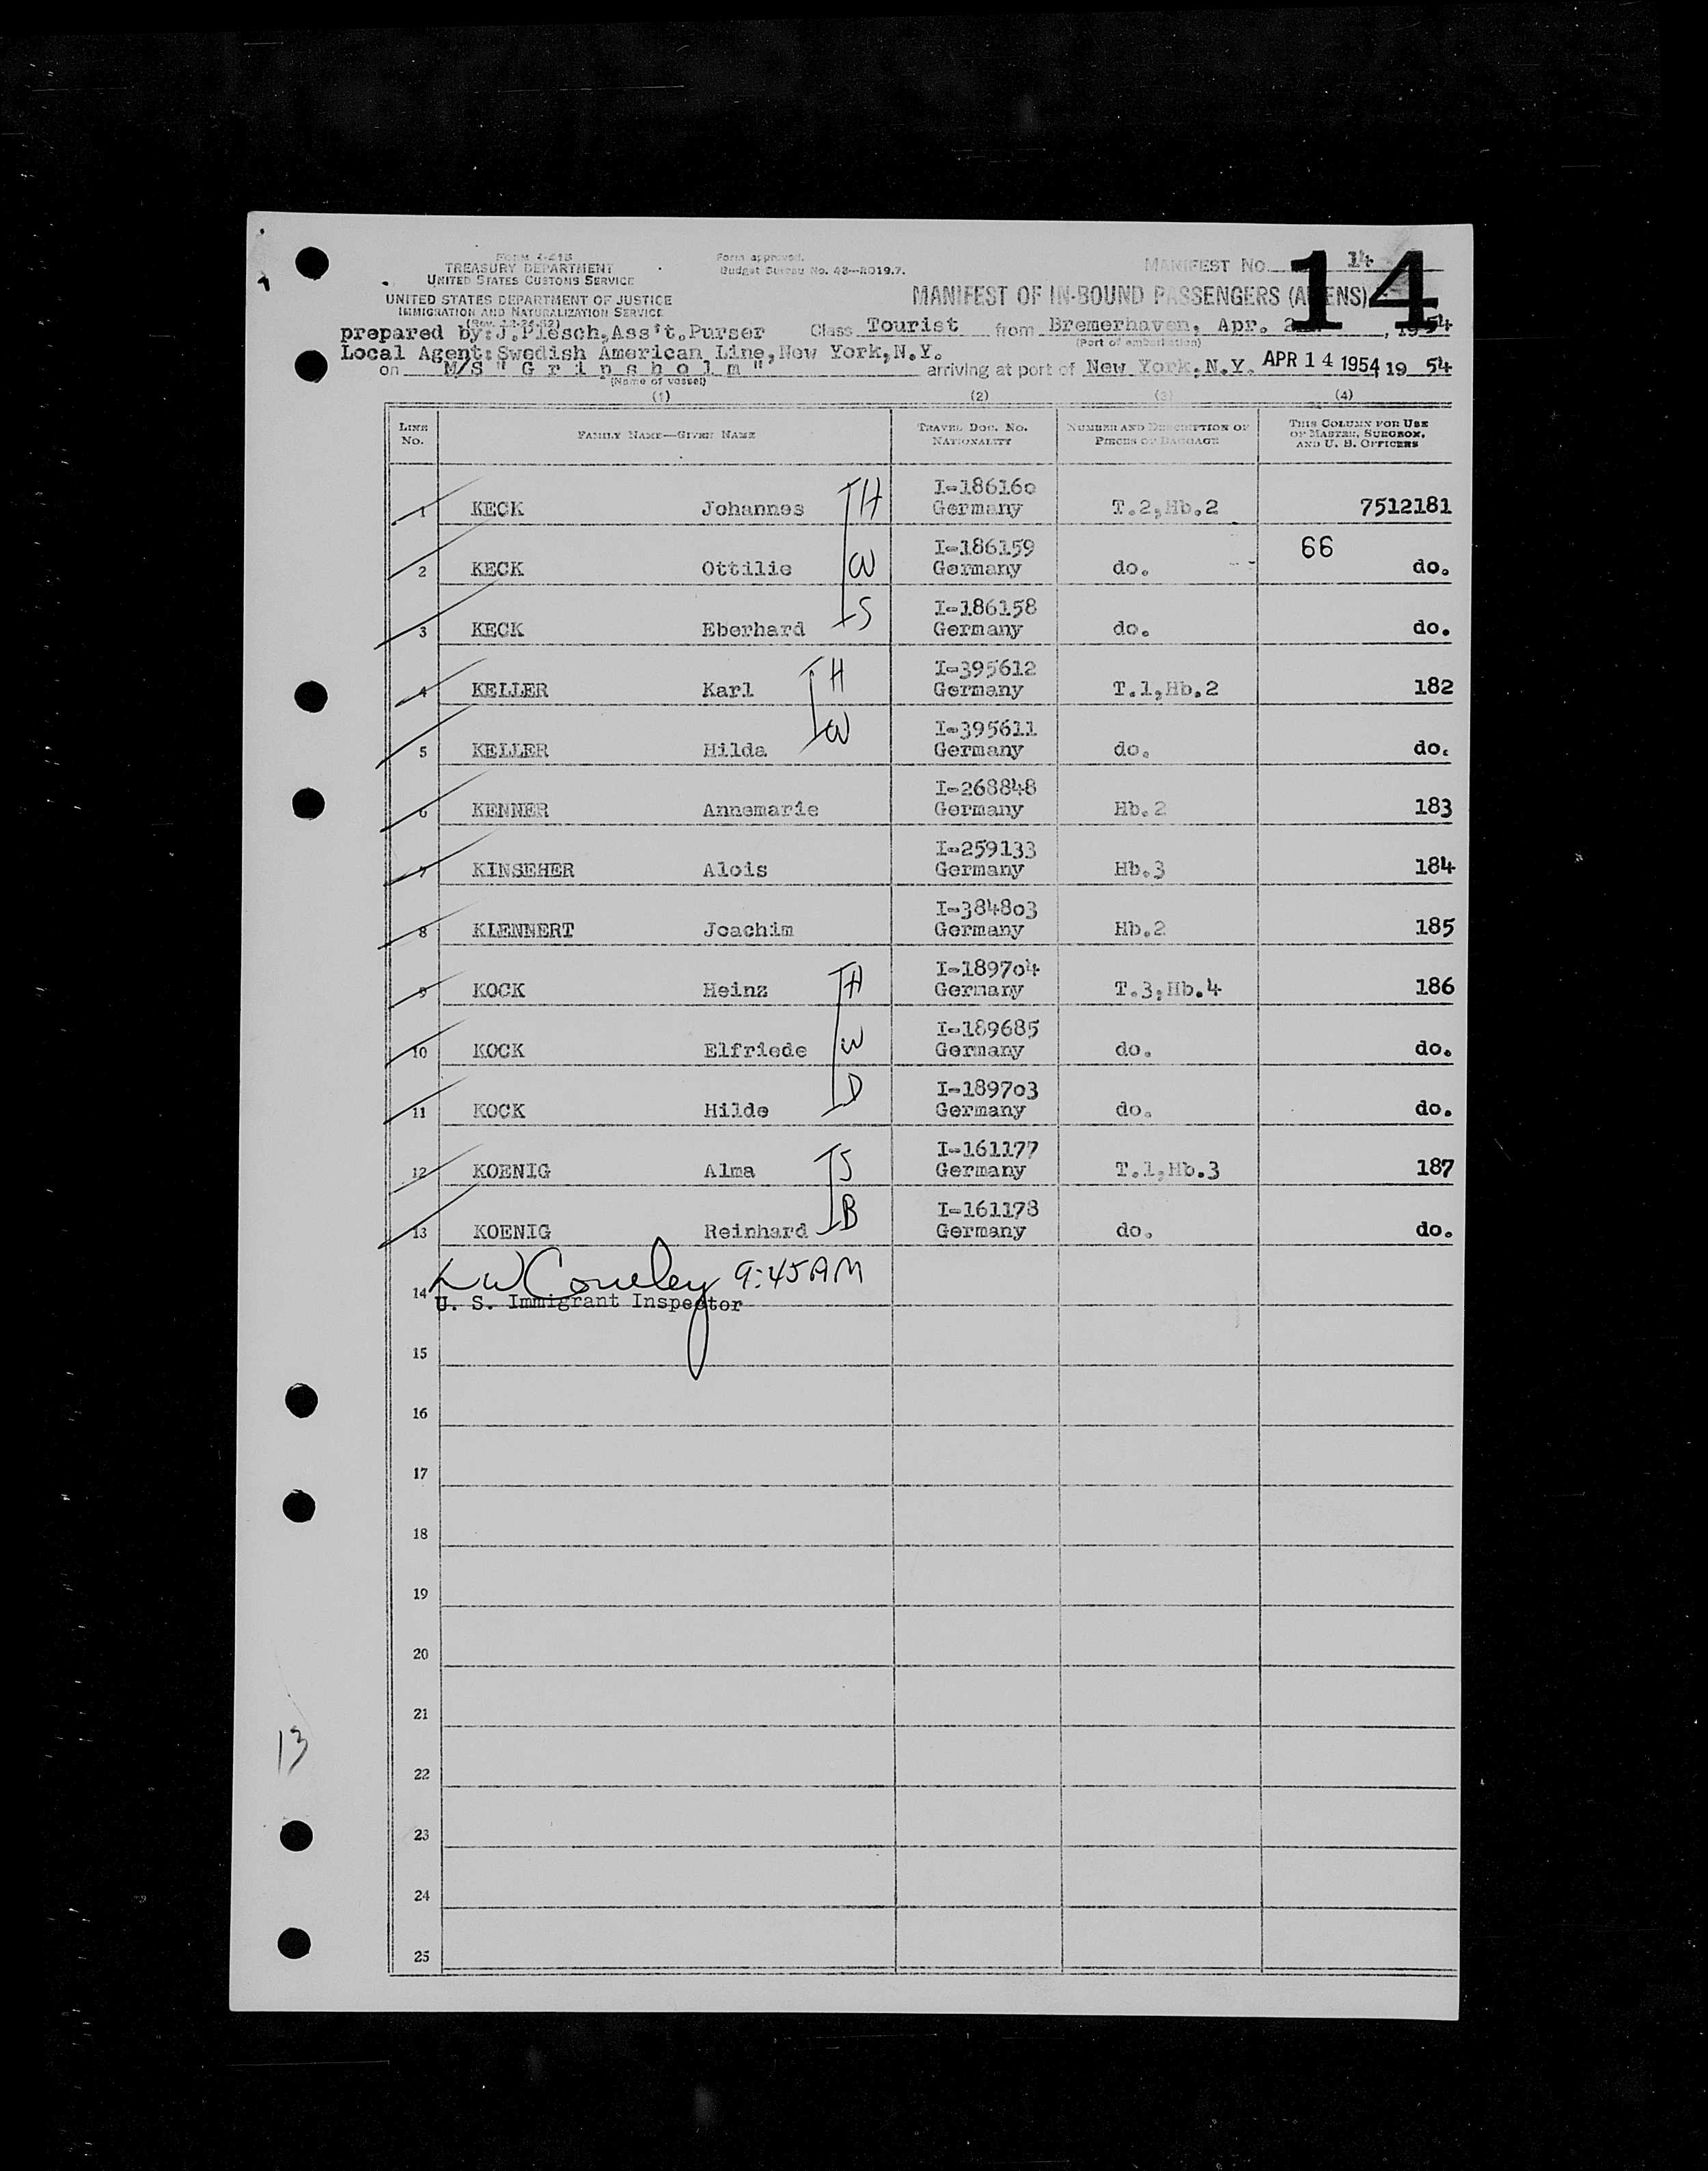 FORM I-418
TREASURY DEPARTMENT
UNITED STATES CUSTOMS SERVICE
UNITED STATES DEPARTMENT OF JUSTICE
IMMIGRATION AND NATURALIZATION SERVICE
Form approved.
Budget Bureau No. 43—R019.7.
MANIFEST NO. 14
14
MANIFEST OF IN-BOUND PASSENGERS (ALIENS)
prepared by: J.Plesch,Ass't.Purser Class Tourist from Bremerhaven, Apr. , 1954
(Port of embarkation)
Local Agent: Swedish American Line, New York, N.Y.
on M/S " G r i p s h o l m " arriving at port of New York, N.Y. APR 14 1954 19 54
(Name of vessel)
(1) (2) (3) (4)
LINE NO. FAMILY NAME—GIVEN NAME TRAVEL DOC. NO. NATIONALITY NUMBER AND DESCRIPTION OF PIECES OF BAGGAGE THIS COLUMN FOR USE OF MASTER, SURGEON, AND U. S. OFFICERS
I-186160
1 KECK Johannes H Germany T.2,Hb.2 7512181
I-186159 66
2 KECK Ottilie W Germany do. do.
I-186158
3 KECK Eberhard S Germany do. do.
I-395612
4 KELLER Karl H Germany T.1,Hb.2 182
I-395611
5 KELLER Hilda W Germany do. do.
I-268848
6 KENNER Annemarie Germany Hb.2 183
I-259133
7 KINSEHER Alois Germany Hb.3 184
I-384803
8 KLENNERT Joachim Germany Hb.2 185
I-189704
9 KOCK Heinz H Germany T.3,Hb.4 186
I-189685
10 KOCK Elfriede W Germany do. do.
I-189703
11 KOCK Hilde D Germany do. do.
I-161177
12 KOENIG Alma S Germany T.1,Hb.3 187
I-161178
13 KOENIG Reinhard B Germany do. do.
9:45 AM
14 U. S. Immigrant Inspector
15
16
17
18
19
20
21
13
22
23
24
25